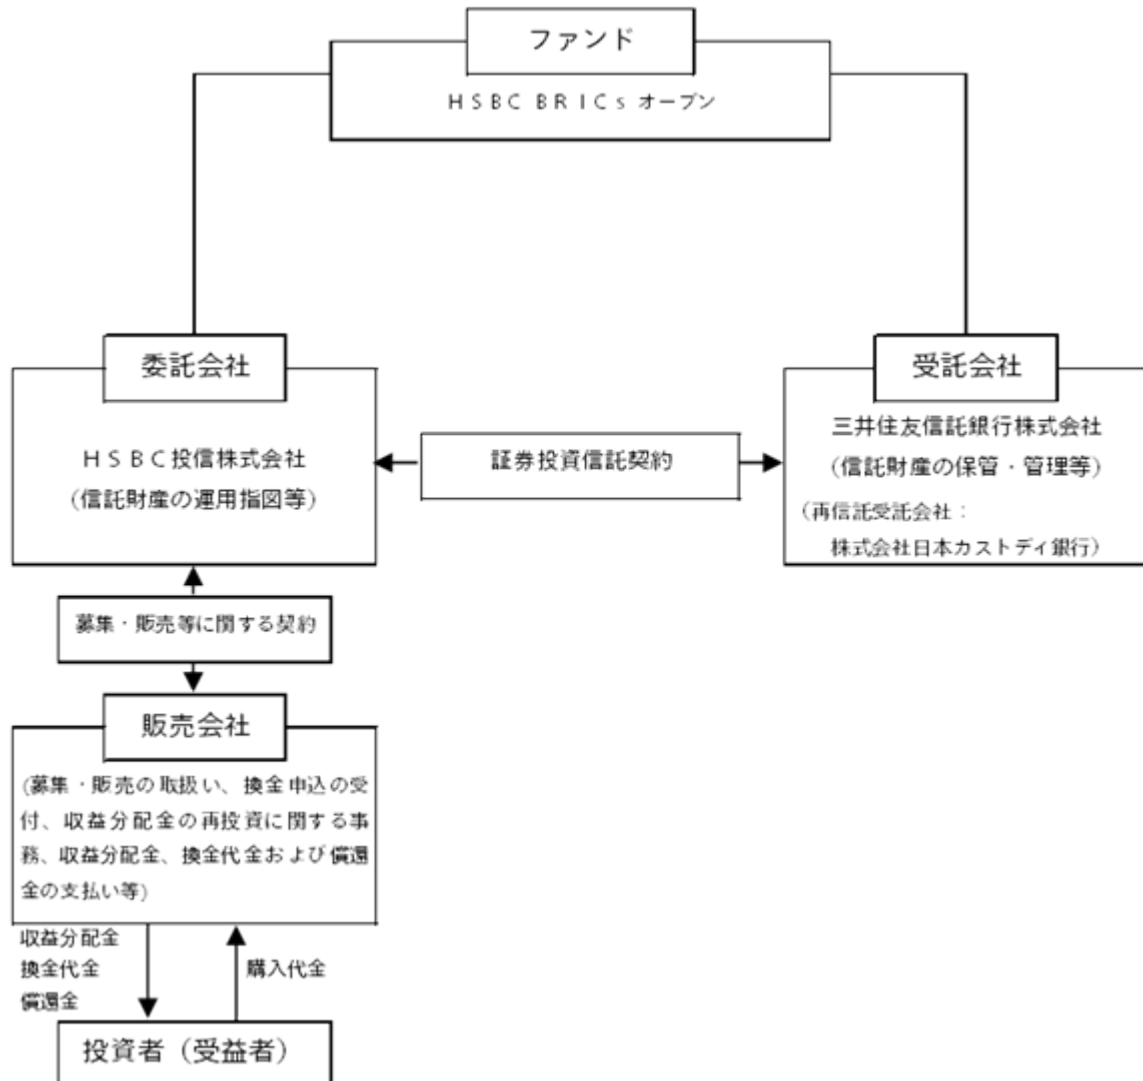 ファンド
HSBC BRICs オープン
委託会社
HSBC投信株式会社
(信託財産の運用指図等)
証券投資信託契約
受託会社
三井住友信託銀行株式会社
(信託財産の保管・管理等)
(再信託受託会社:
株式会社日本カストディ銀行)
募集・販売等に関する契約
販売会社
(募集・販売の取扱い、換金申込の受
付、収益分配金の再投資に関する事
務、収益分配金、換金代金および償還
金の支払い等)
収益分配金
換金代金
償還金
購入代金
投資者（受益者）